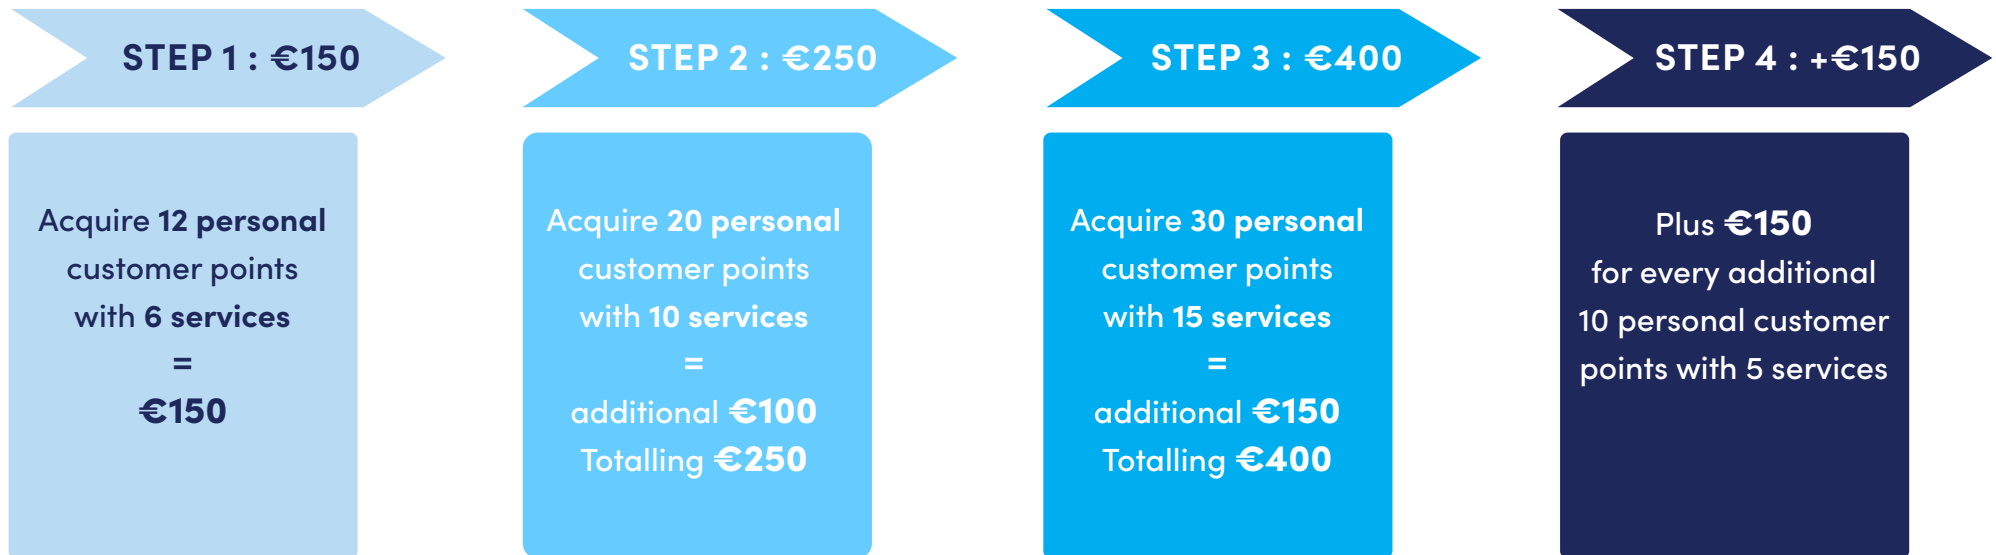 STEP 1 : €150
Acquire 12 personal
customer points
with 6 services
=
€150
STEP 2 : €250
Acquire 20 personal
customer points
with 10 services
=
additional €100
Totalling €250
STEP 3 : €400
Acquire 30 personal
customer points
with 15 services
=
additional €150
Totalling €400
STEP 4 : +€150
Plus €150
for every additional
10 personal customer
points with 5 services